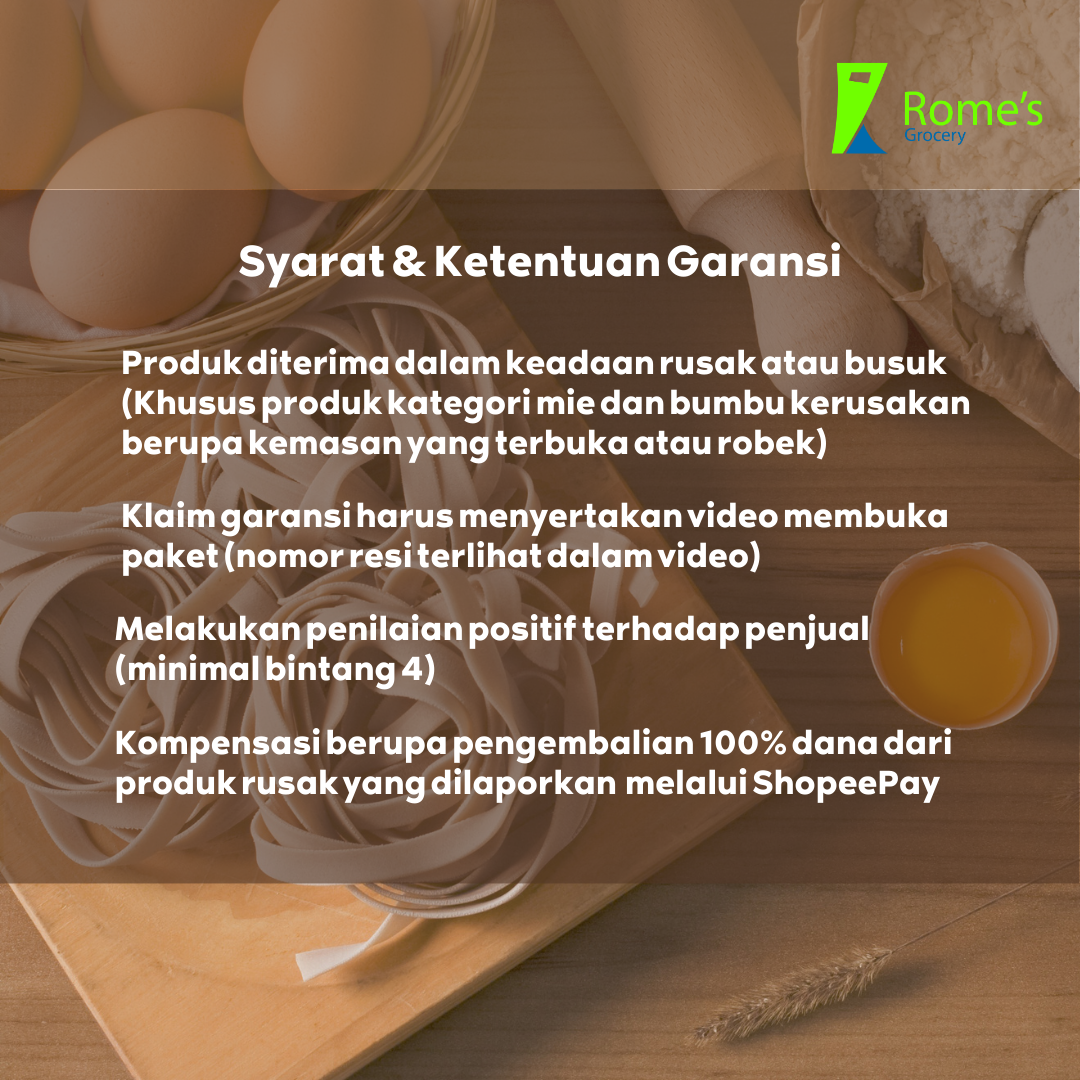 Rome's
Grocery
Syarat & Ketentuan Garansi
Produk diterima dalam keadaan rusak atau busuk
(Khusus produk kategori mie dan bumbu kerusakan
berupa kemasan yang terbuka atau robek)
Klaim garansi harus menyertakan video membuka
paket (nomor resi terlihat dalam video)
Melakukan penilaian positif terhadap penjual
(minimal bintang 4)
Kompensasi berupa pengembalian 100% dana dari
produk rusak yang dilaporkan melalui ShopeePay